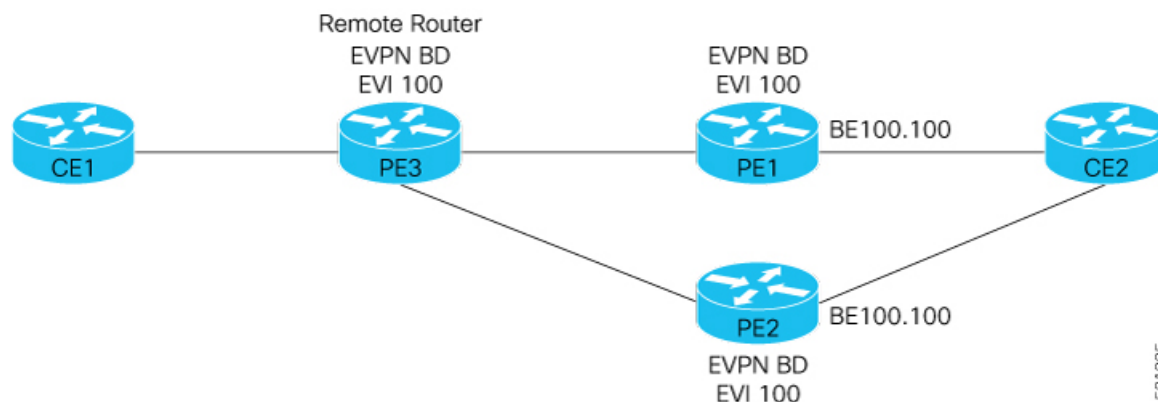 Remote Router
EVPN BD
EVI 100
EVPN BD
EVI 100
CE1
PE3
PE1
BE100.100
CE2
PE2
BE100.100
EVPN BD
EVI 100